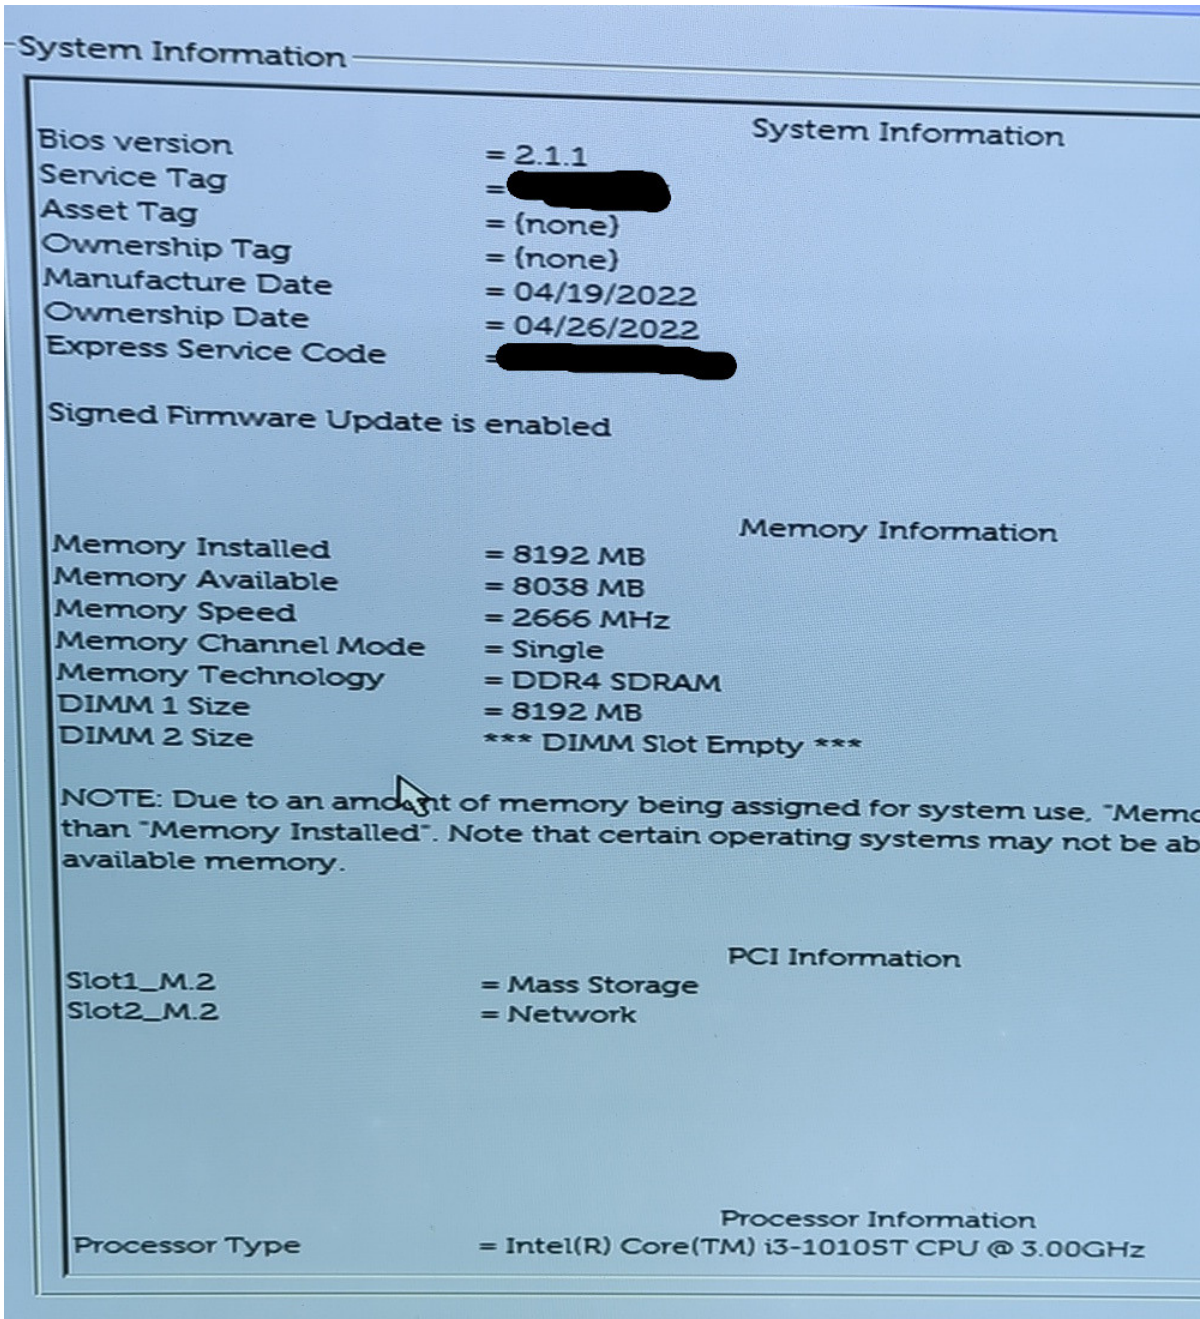 System Information
System Information
Bios version = 2.1.1
Service Tag =
Asset Tag = {none}
Ownership Tag = {none}
Manufacture Date = 04/19/2022
Ownership Date = 04/26/2022
Express Service Code =
Signed Firmware Update is enabled
Memory Information
Memory Installed = 8192 MB
Memory Available = 8038 MB
Memory Speed = 2666 MHz
Memory Channel Mode = Single
Memory Technology = DDR4 SDRAM
DIMM 1 Size = 8192 MB
DIMM 2 Size *** DIMM Slot Empty ***
NOTE: Due to an amount of memory being assigned for system use, "Memo
than "Memory Installed". Note that certain operating systems may not be ab
available memory.
PCI Information
Slot1_M.2 = Mass Storage
Slot2_M.2 = Network
Processor Information
Processor Type = Intel(R) Core(TM) i3-10105T CPU @ 3.00GHz